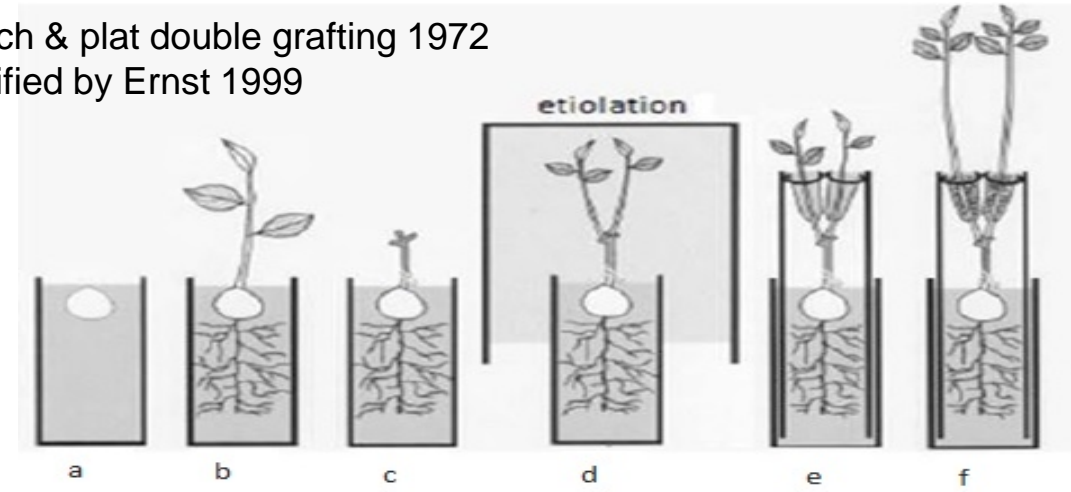 ch & plat double grafting 1972
ified by Ernst 1999
etiolation
a b c d e f